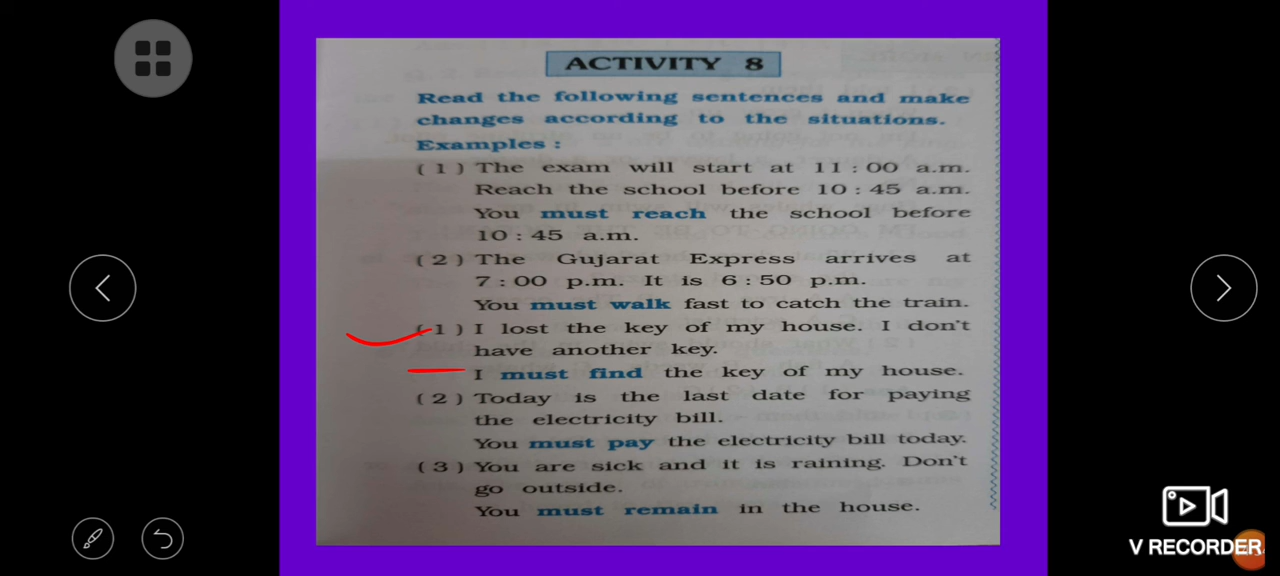 ACTIVITY 8
Read the following sentences and make
changes according to the situations.
Examples :
( 1 ) The exam will start at 11 : 00 a.m.
Reach the school before 10 : 45 a.m.
You must reach the school before
10 : 45 a.m.
( 2 ) The Gujarat Express arrives at
7 : 00 p.m. It is 6 : 50 p.m.
You must walk fast to catch the train.
( 1 ) I lost the key of my house. I don't
have another key.
I must find the key of my house.
( 2 ) Today is the last date for paying
the electricity bill.
You must pay the electricity bill today.
( 3 ) You are sick and it is raining. Don't
go outside.
You must remain in the house.
V RECORDER